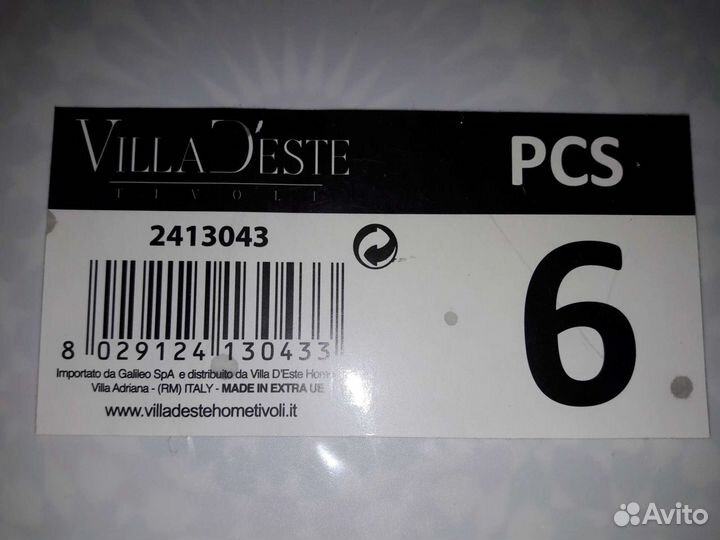 VILLA D'ESTE
TIVOLI
PCS
2413043
8 029124 130433
6
Importato da Galileo SpA e distribuito da Villa D'Este Home
Villa Adriana - (RM) ITALY - MADE IN EXTRA UE
www.villadestehometivoli.it
Avito